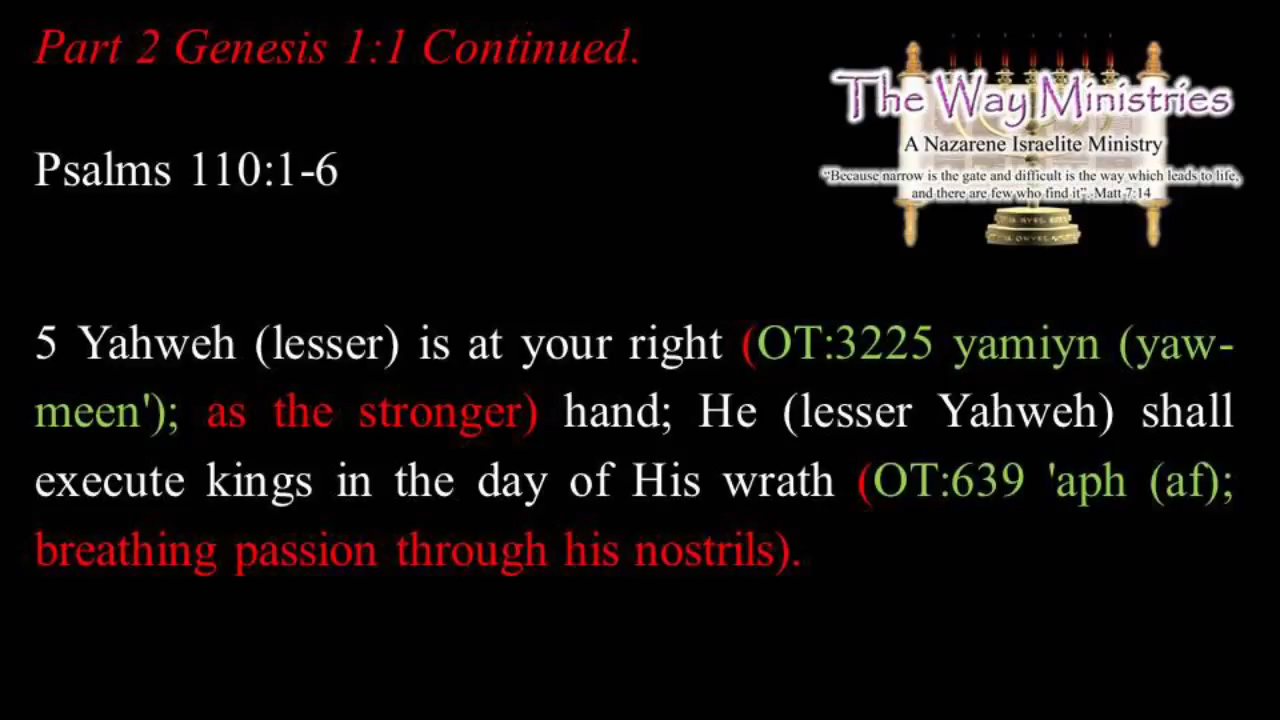 Part 2 Genesis 1:1 Continued.
The Way Ministries
A Nazarene Israelite Ministry
"Because narrow is the gate and difficult is the way which leads to life,
and there are few who find it".-Matt 7:14
Psalms 110:1-6
5 Yahweh (lesser) is at your right (OT:3225 yamiyn (yaw-
meen'); as the stronger) hand; He (lesser Yahweh) shall
execute kings in the day of His wrath (OT:639 'aph (af);
breathing passion through his nostrils).